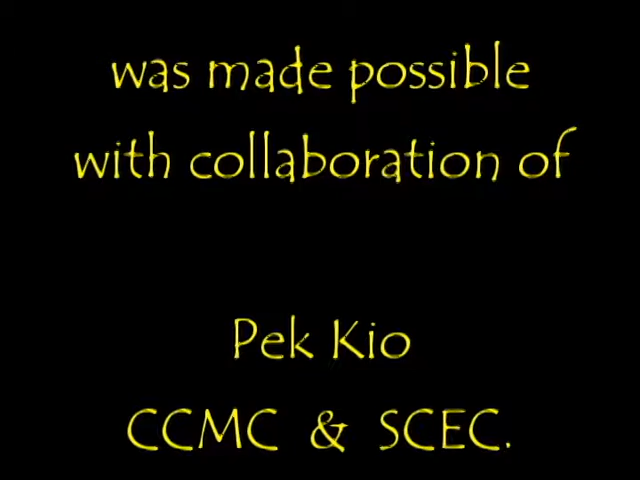 was made possible
with collaboration of
Pek Kio
CCMC & SCEC.